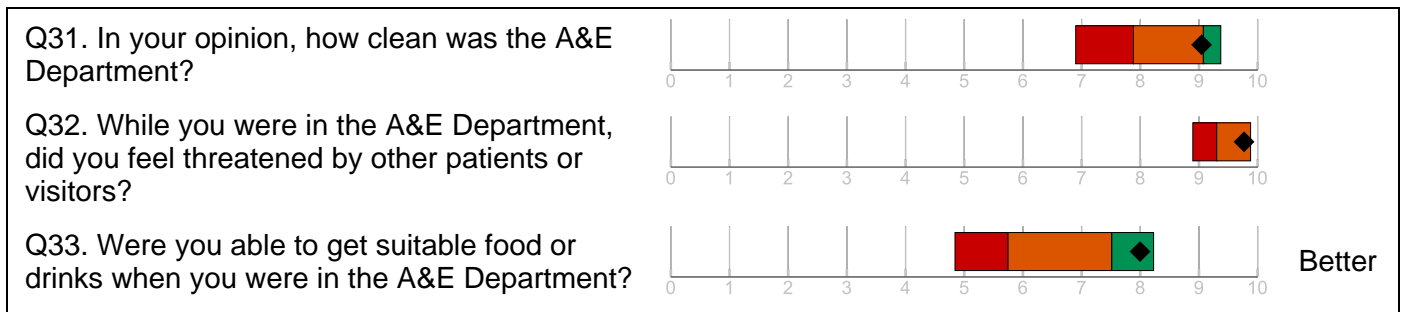 Q31. In your opinion, how clean was the A&E
Department?
0 1 2 3 4 5 6 7 8 9 10
Q32. While you were in the A&E Department,
did you feel threatened by other patients or
visitors?
0 1 2 3 4 5 6 7 8 9 10
Q33. Were you able to get suitable food or
drinks when you were in the A&E Department?
0 1 2 3 4 5 6 7 8 9 10
Better